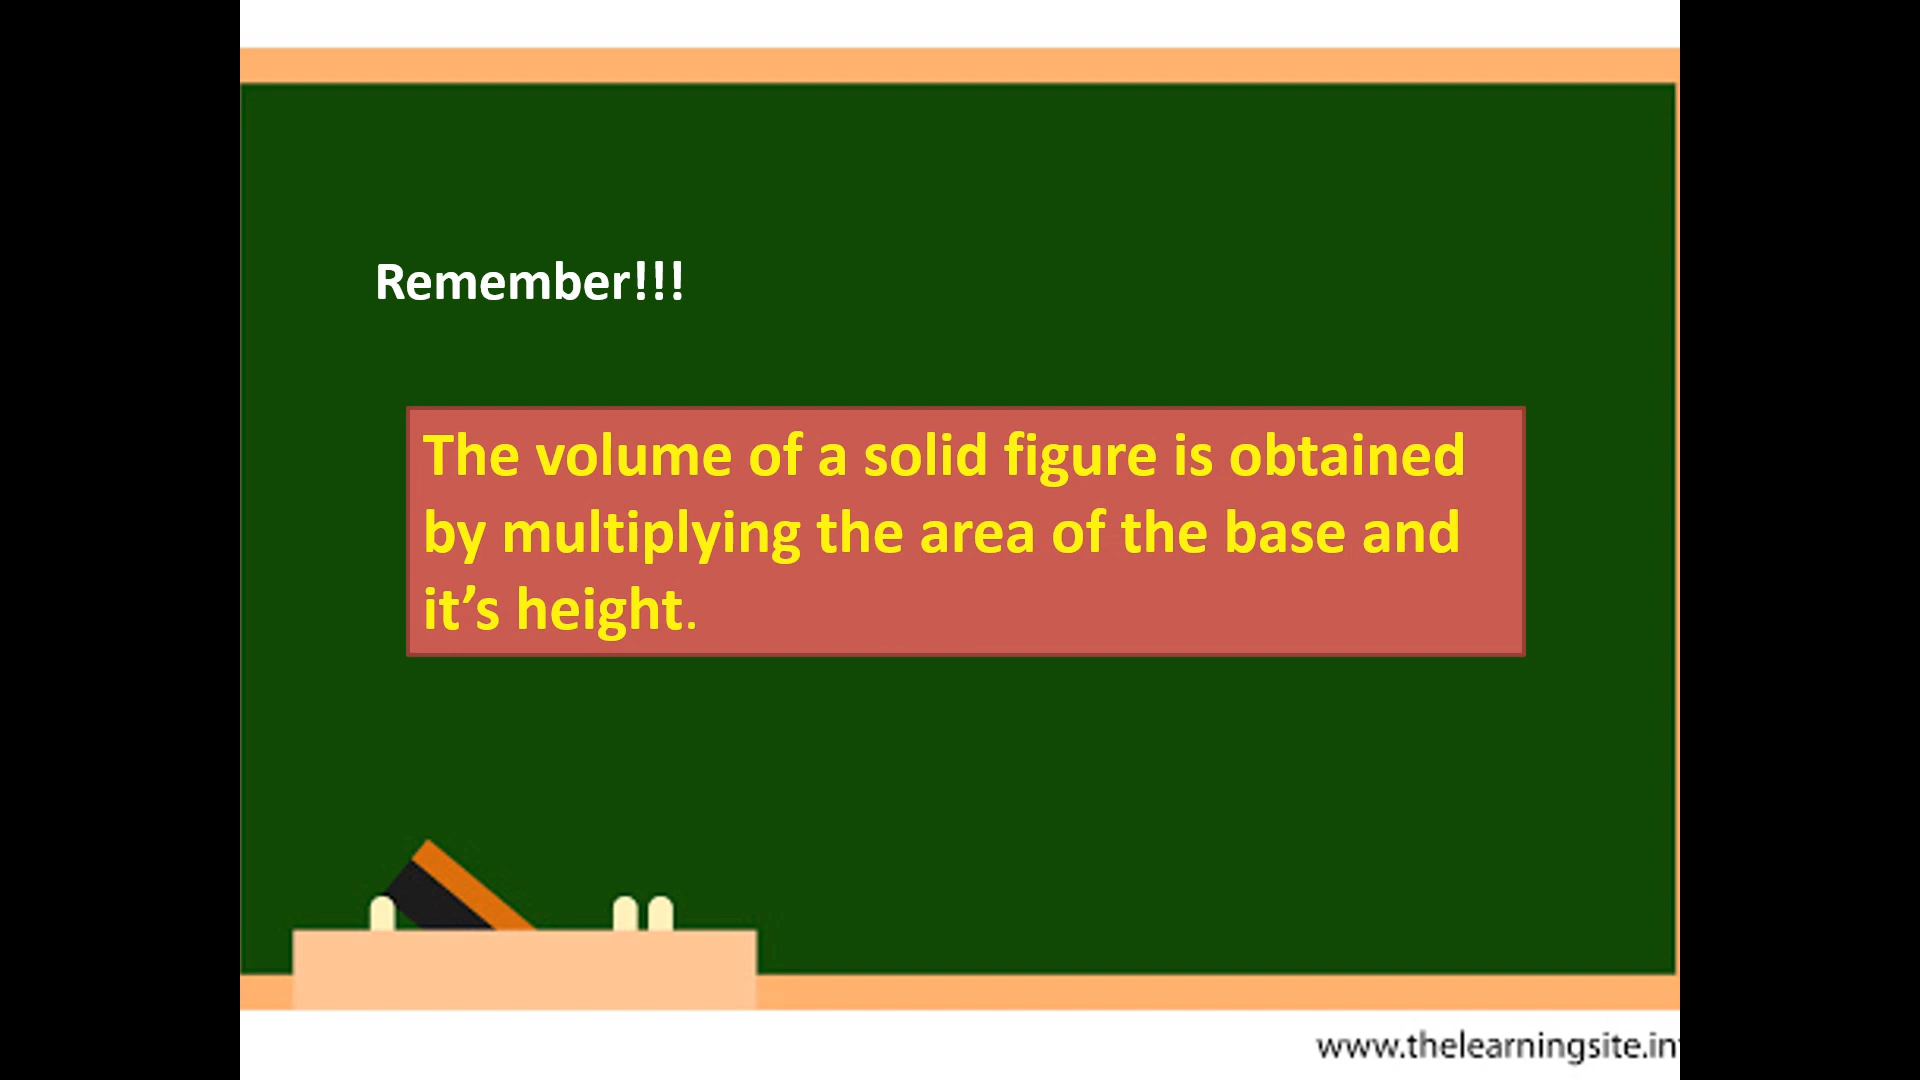 Remember!!!
The volume of a solid figure is obtained
by multiplying the area of the base and
it’s height.
www.thelearningsite.in